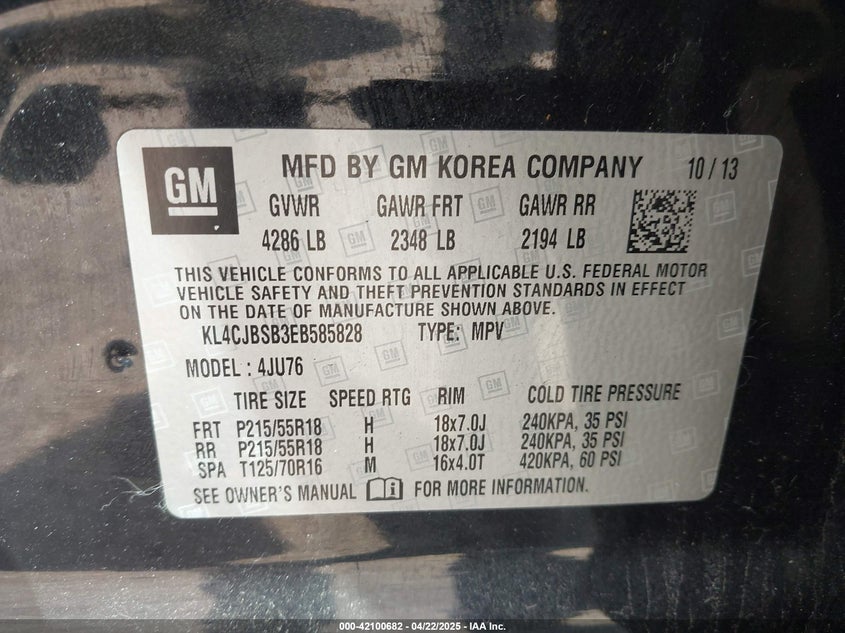 GM
MFD BY GM KOREA COMPANY 10/13
GVWR GAWR FRT GAWR RR
4286 LB 2348 LB 2194 LB
THIS VEHICLE CONFORMS TO ALL APPLICABLE U.S. FEDERAL MOTOR
VEHICLE SAFETY AND THEFT PREVENTION STANDARDS IN EFFECT
ON THE DATE OF MANUFACTURE SHOWN ABOVE.
KL4CJBSB3EB585828 TYPE: MPV
MODEL: 4JU76
TIRE SIZE SPEED RTG RIM COLD TIRE PRESSURE
FRT P215/55R18 H 18x7.0J 240KPA, 35 PSI
RR P215/55R18 H 18x7.0J 240KPA, 35 PSI
SPA T125/70R16 M 16x4.0T 420KPA, 60 PSI
SEE OWNER'S MANUAL i FOR MORE INFORMATION.
000-42100682 - 04/22/2025 - IAA Inc.